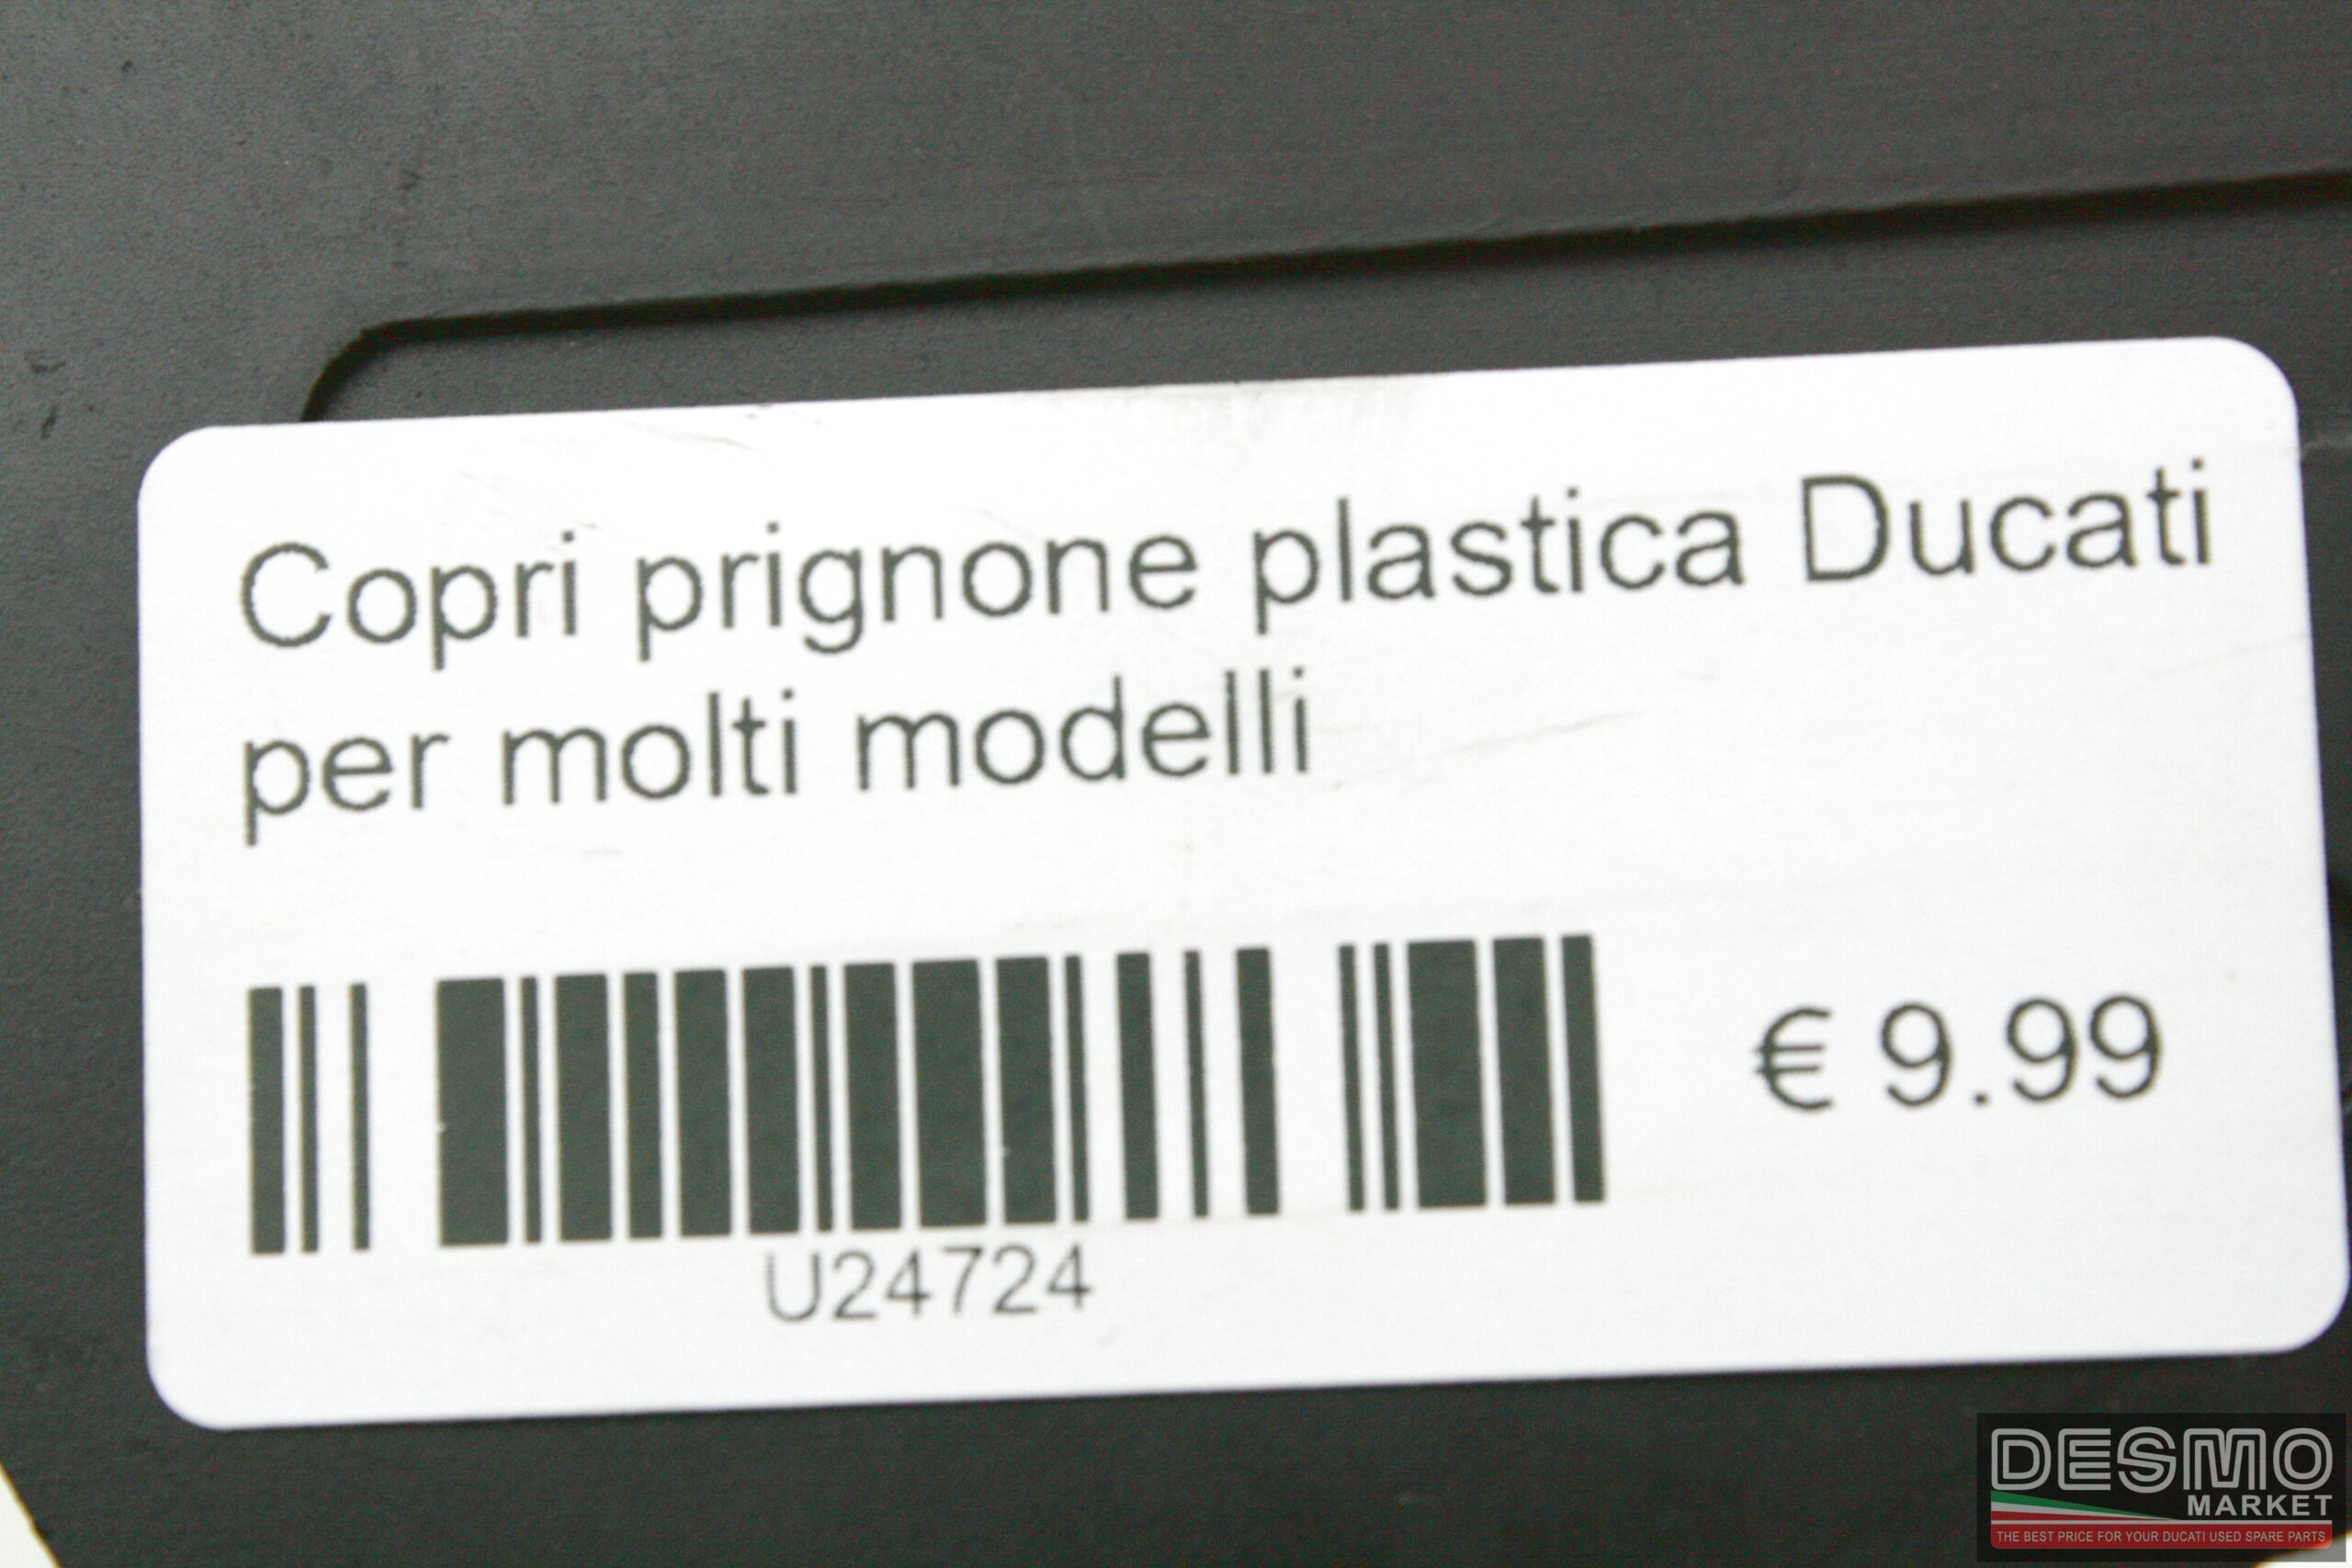 Copri prignone plastica Ducati
per molti modelli
€ 9.99
U24724
DESMO
MARKET
THE BEST PRICE FOR YOUR DUCATI USED SPARE PARTS